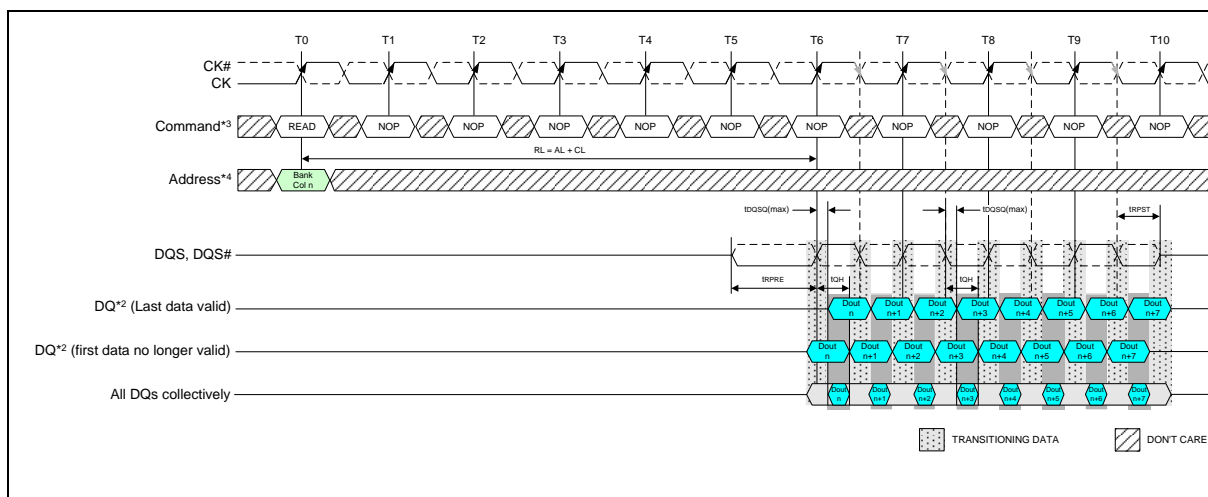 T0 T1 T2 T3 T4 T5 T6 T7 T8 T9 T10
CK#
CK
Command*3 READ NOP NOP NOP NOP NOP NOP NOP NOP NOP NOP
RL = AL + CL
Address*4 Bank
Col n
tDQSQ(max) tDQSQ(max) tRPST
DQS, DQS#
tRPRE tQH tQH
DQ*2 (Last data valid) Dout n Dout n+1 Dout n+2 Dout n+3 Dout n+4 Dout n+5 Dout n+6 Dout n+7
DQ*2 (first data no longer valid) Dout n Dout n+1 Dout n+2 Dout n+3 Dout n+4 Dout n+5 Dout n+6 Dout n+7
All DQs collectively Dout n Dout n+1 Dout n+2 Dout n+3 Dout n+4 Dout n+5 Dout n+6 Dout n+7
TRANSITIONING DATA DON'T CARE